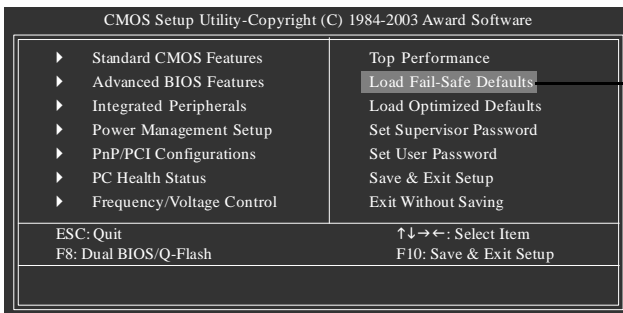 CMOS Setup Utility-Copyright (C) 1984-2003 Award Software
Standard CMOS Features
Advanced BIOS Features
Integrated Peripherals
Power Management Setup
PnP/PCI Configurations
PC Health Status
Frequency/Voltage Control
Top Performance
Load Fail-Safe Defaults
Load Optimized Defaults
Set Supervisor Password
Set User Password
Save & Exit Setup
Exit Without Saving
ESC: Quit
↑↓→←: Select Item
F8: Dual BIOS/Q-Flash
F10: Save & Exit Setup